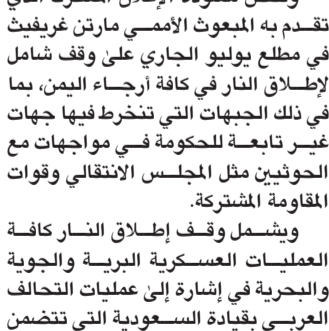 تقدم به المبعوث الأممي مارتن غريفيث
في مطلع يوليو الجاري على وقف شامل
لإطلاق النار في كافة أرجاء اليمن، بما
في ذلك الجبهات التي تنخرط فيها جهات
غير تابعة للحكومة في مواجهات مع
الحوثيين مثل المجلس الانتقالي وقوات
المقاومة المشتركة.
ويشمل وقف إطلاق النار كافة
العمليات العسكرية البرية والجوية
والبحرية في إشارة إلى عمليات التحالف
العربي بقيادة السعودية التي تتضمن